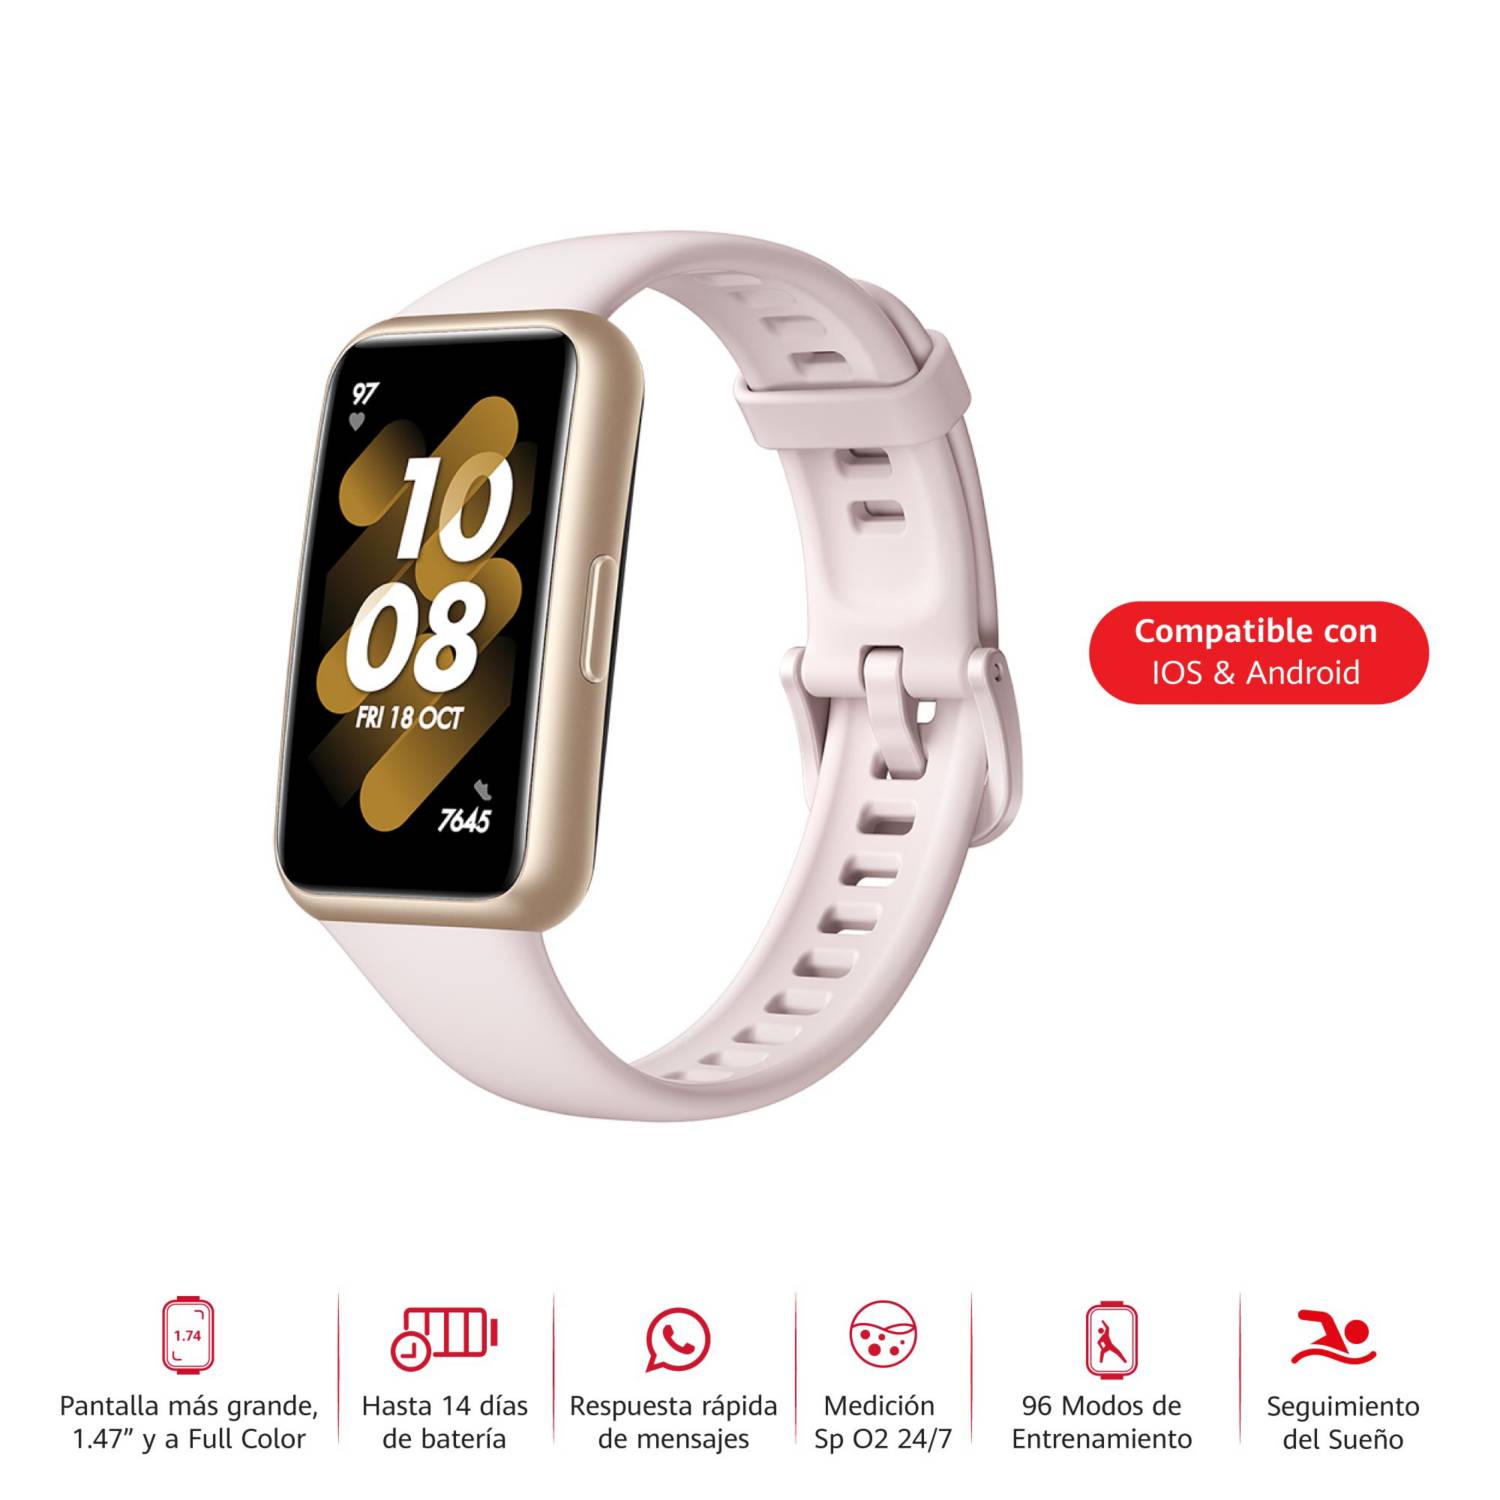 97
10
08
FRI 18 OCT
7645
Compatible con
IOS & Android
1.74
Pantalla más grande,
1.47” y a Full Color
Hasta 14 días
de batería
Respuesta rápida
de mensajes
Medición
Sp O2 24/7
96 Modos de
Entrenamiento
Seguimiento
del Sueño